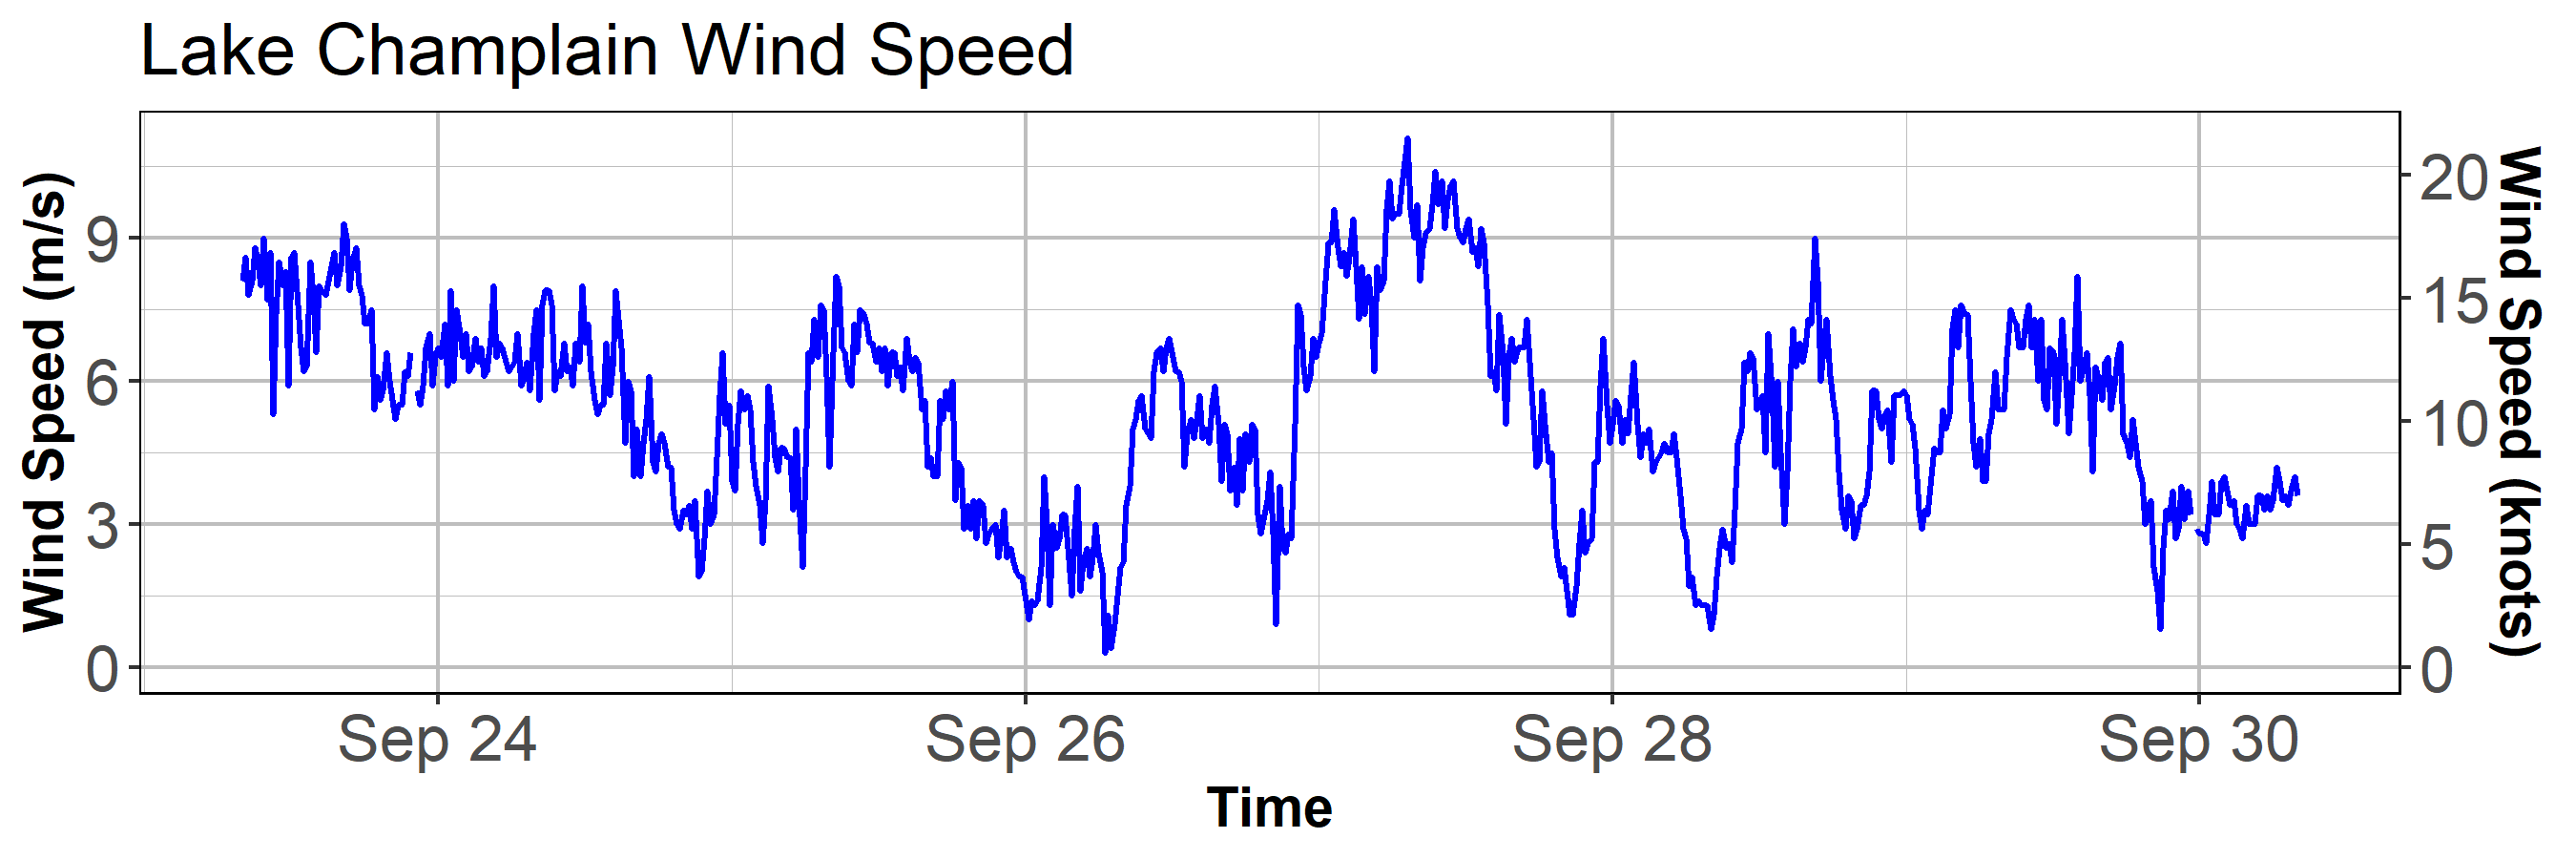 Lake Champlain Wind Speed
Wind Speed (m/s)
9
6
3
0
20
15
10
5
0
Wind Speed (knots)
Sep 24
Sep 26
Sep 28
Sep 30
Time